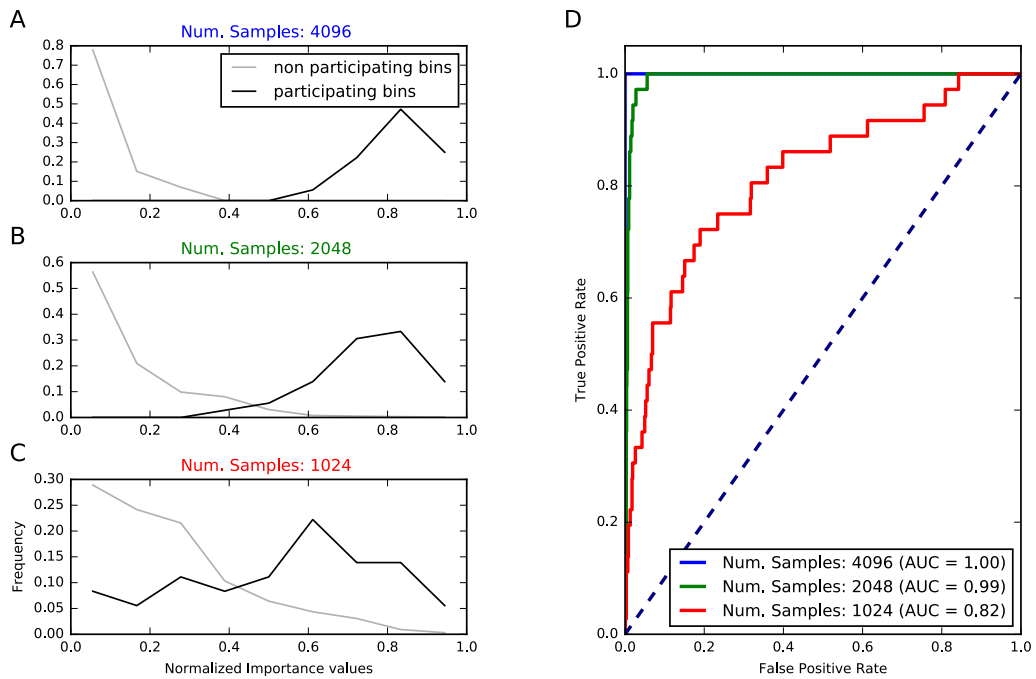 A
Num. Samples: 4096
0.8
0.7
0.6
0.5
0.4
0.3
0.2
0.1
0.0
non participating bins
participating bins
0.0 0.2 0.4 0.6 0.8 1.0
B
Num. Samples: 2048
0.6
0.5
0.4
0.3
0.2
0.1
0.0
0.0 0.2 0.4 0.6 0.8 1.0
C
Num. Samples: 1024
0.30
0.25
0.20
0.15
0.10
0.05
0.00
Frequency
0.0 0.2 0.4 0.6 0.8 1.0
Normalized Importance values
D
1.0
0.8
0.6
0.4
0.2
0.0
True Positive Rate
Num. Samples: 4096 (AUC = 1.00)
Num. Samples: 2048 (AUC = 0.99)
Num. Samples: 1024 (AUC = 0.82)
0.0 0.2 0.4 0.6 0.8 1.0
False Positive Rate